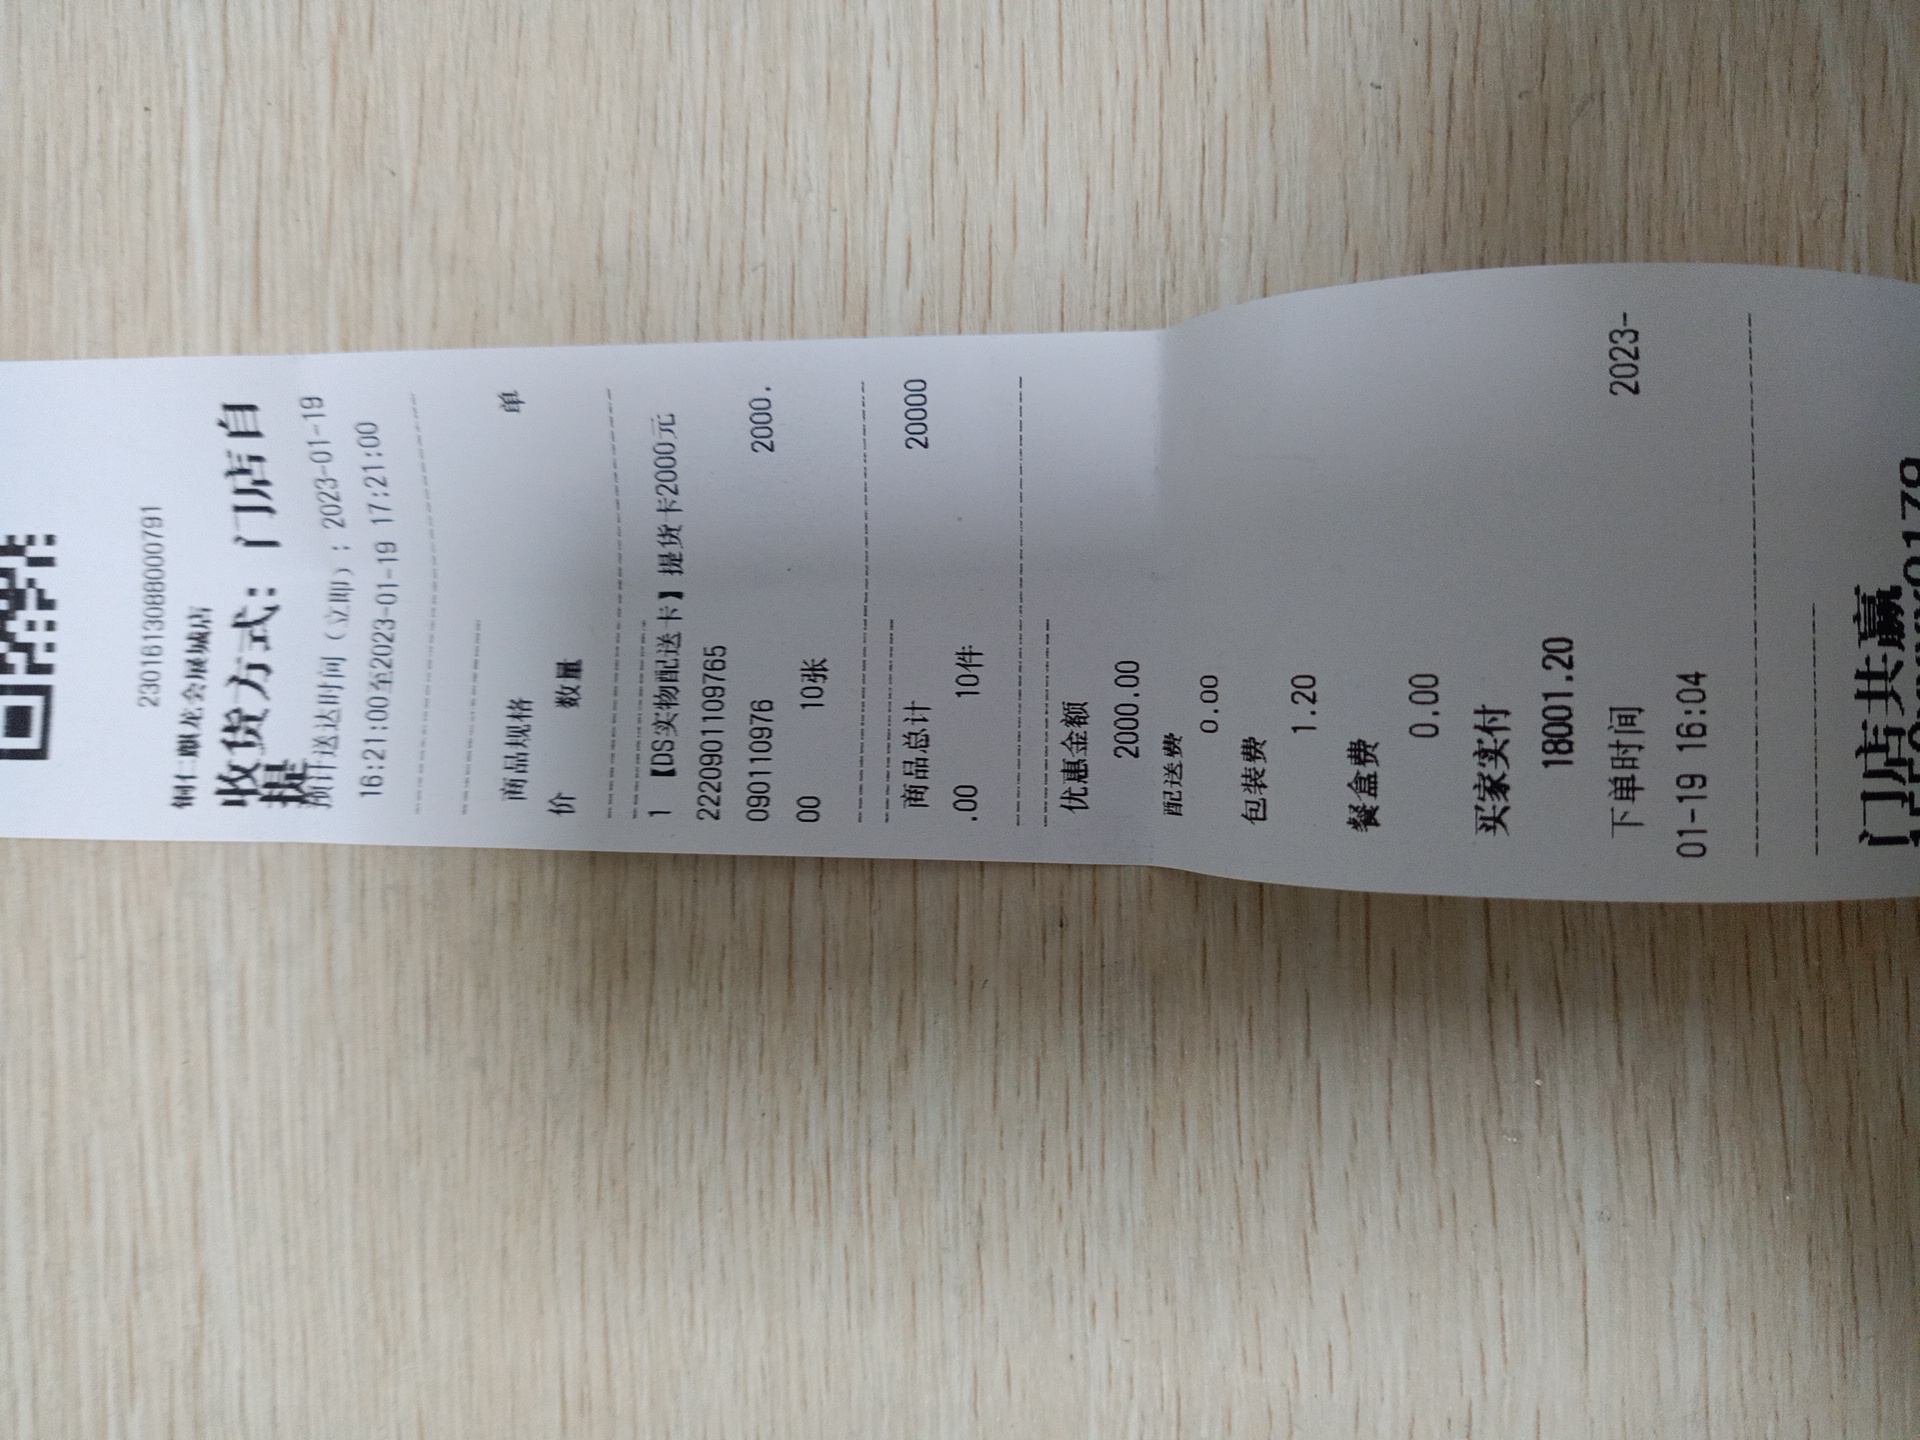 2301613088000791
铜仁麒龙会展城店
收货方式：门店自
提
预计送达时间（立即）：2023-01-19
16:21:00至2023-01-19 17:21:00
商品规格 单
价 数量
1 【DS实物配送卡】提货卡2000元
2220901109765
090110976 2000.
00 10张
商品总计 20000
.00 10件
优惠金额
2000.00
配送费
0.00
包装费
1.20
餐盒费
0.00
买家实付
18001.20
下单时间 2023-
01-19 16:04
门店共赢